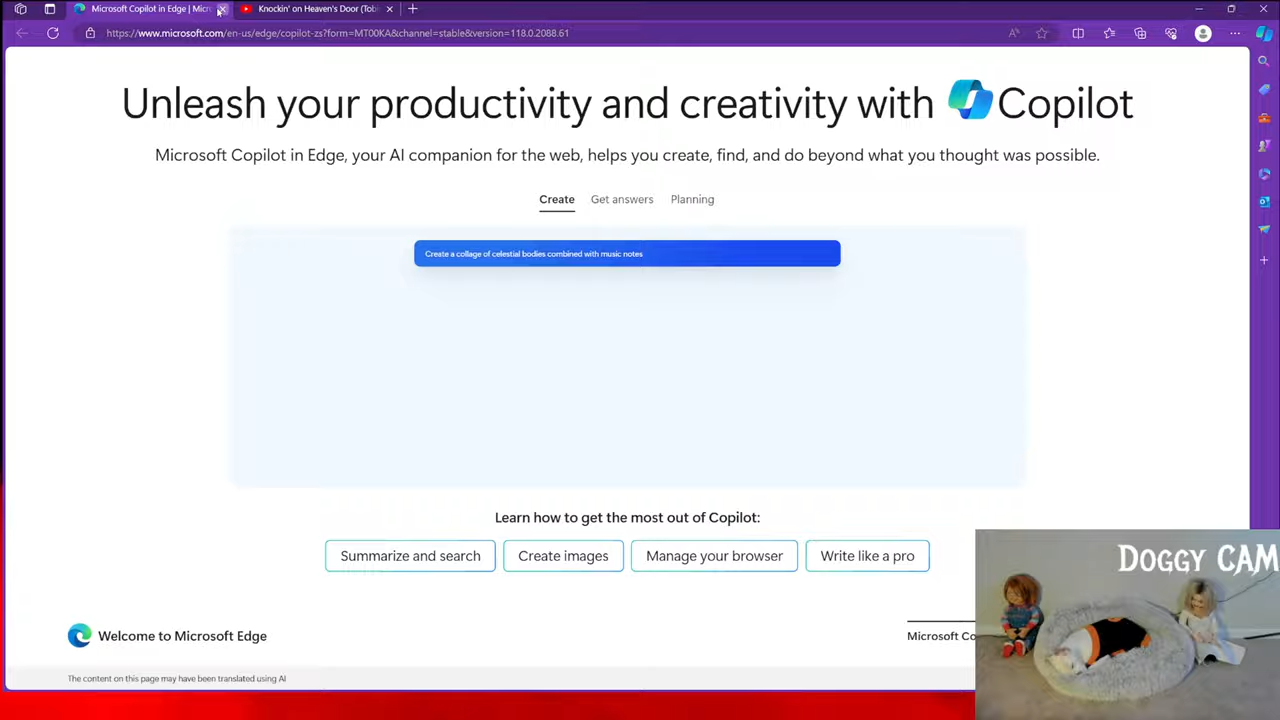 Microsoft Copilot in Edge | Micr
Knockin' on Heaven's Door (Tob
https://www.microsoft.com/en-us/edge/copilot-zs?form=MT00KA&channel=stable&version=118.0.2088.61
Unleash your productivity and creativity with Copilot
Microsoft Copilot in Edge, your AI companion for the web, helps you create, find, and do beyond what you thought was possible.
Create Get answers Planning
Create a collage of celestial bodies combined with music notes
Learn how to get the most out of Copilot:
Summarize and search Create images Manage your browser Write like a pro
DOGGY CAM
Welcome to Microsoft Edge
Microsoft Co
The content on this page may have been translated using AI